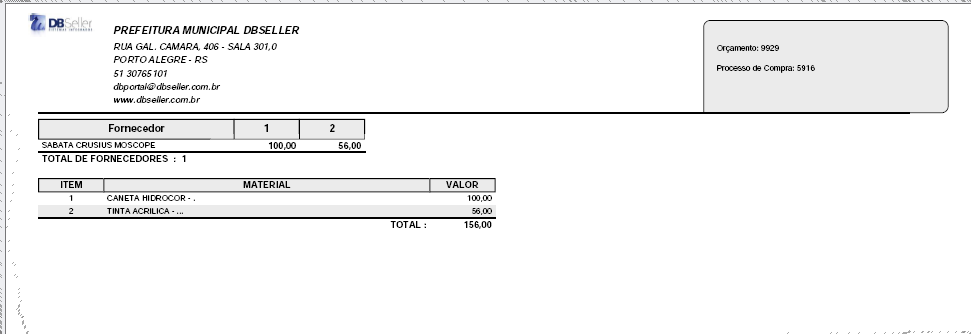 DBSeller
PREFEITURA MUNICIPAL DBSELLER
RUA GAL. CAMARA, 406 - SALA 301,0
PORTO ALEGRE - RS
51 30765101
dbportal@dbseller.com.br
www.dbseller.com.br
Orçamento: 9929
Processo de Compra: 5916
Fornecedor 1 2
SABATA CRUSIUS MOSCOPE 100,00 56,00
TOTAL DE FORNECEDORES : 1
ITEM MATERIAL VALOR
1 CANETA HIDROCOR - . 100,00
2 TINTA ACRILICA - ... 56,00
TOTAL : 156,00